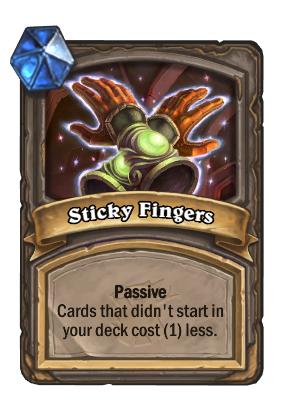 Sticky Fingers
Passive
Cards that didn't start in
your deck cost (1) less.